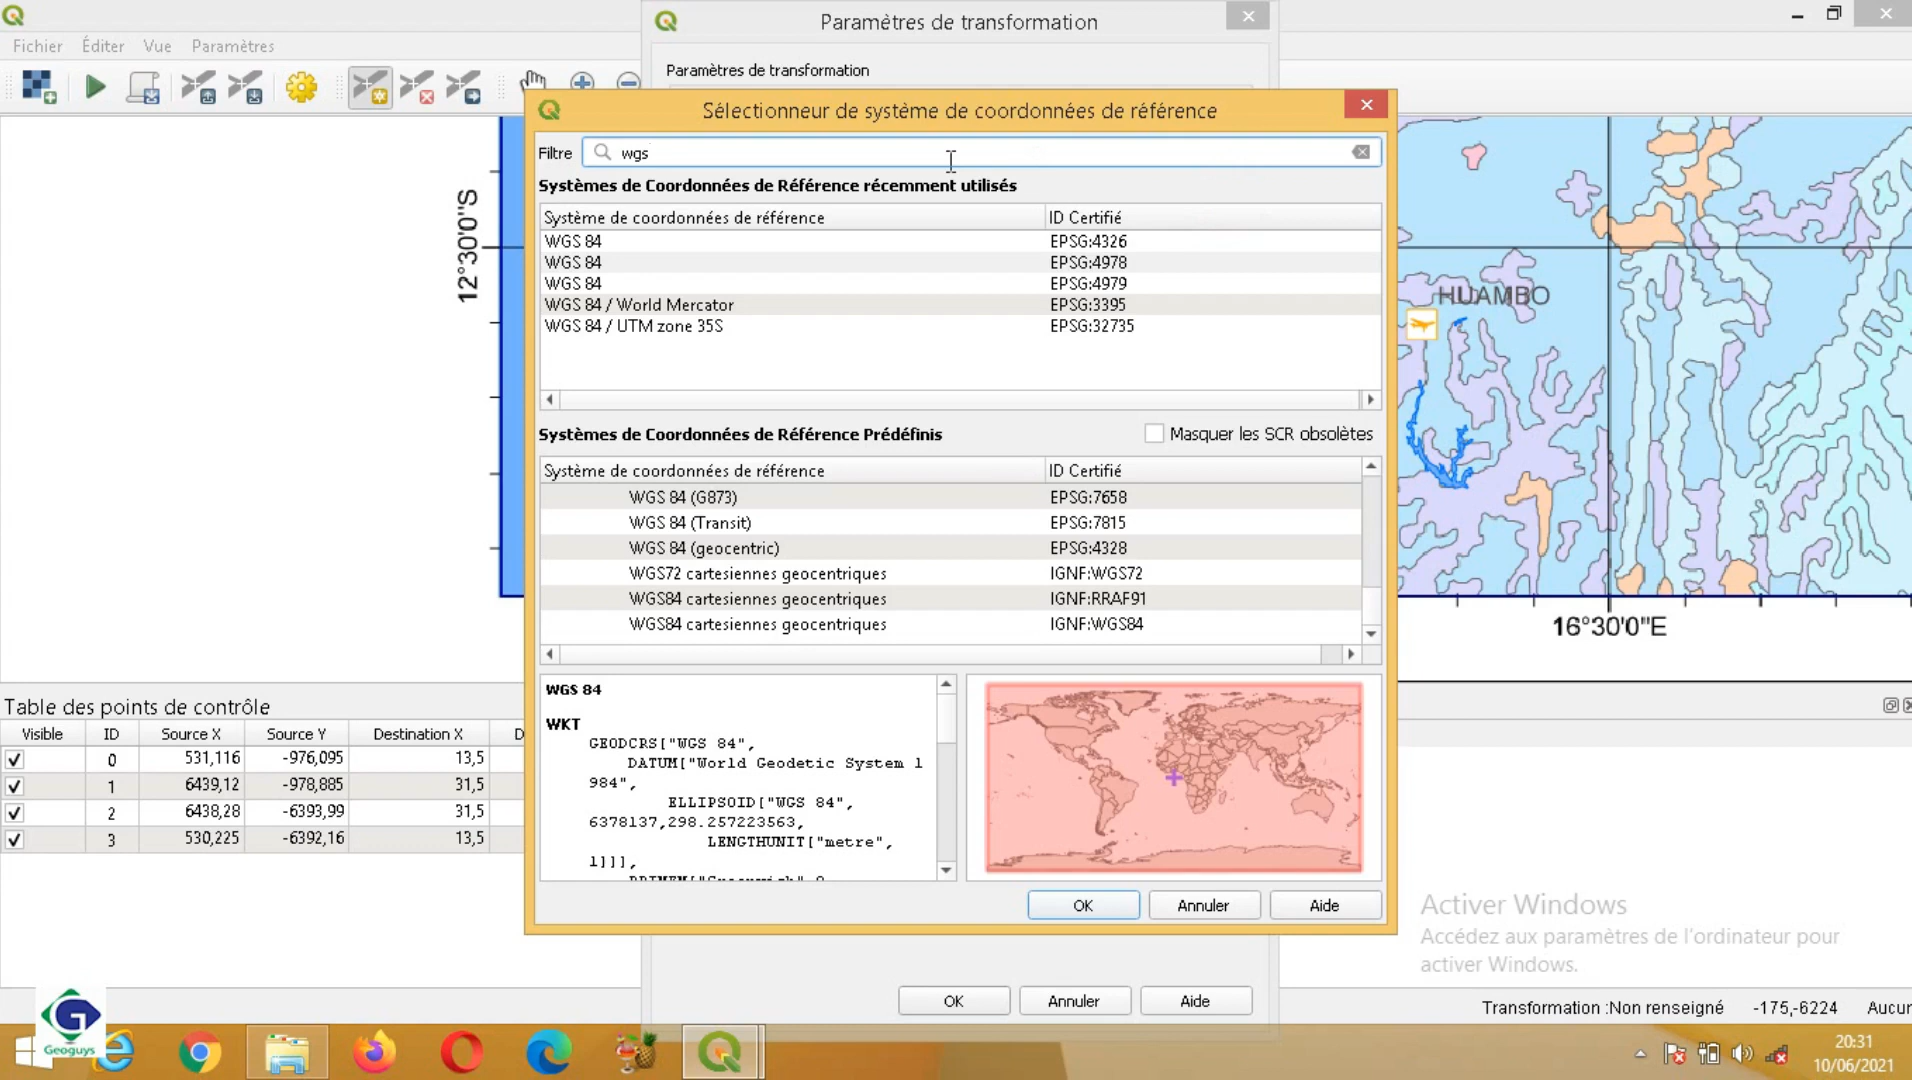 Paramètres de transformation
Fichier Éditer Vue Paramètres
Paramètres de transformation
Sélectionneur de système de coordonnées de référence
Filtre wgs
Systèmes de Coordonnées de Référence récemment utilisés
Système de coordonnées de référence ID Certifié
WGS 84 EPSG:4326
WGS 84 EPSG:4978
WGS 84 EPSG:4979
WGS 84 / World Mercator EPSG:3395
WGS 84 / UTM zone 35S EPSG:32735
12°30'0"S
HUAMBO
Systèmes de Coordonnées de Référence Prédéfinis Masquer les SCR obsolètes
Système de coordonnées de référence ID Certifié
WGS 84 (G873) EPSG:7658
WGS 84 (Transit) EPSG:7815
WGS 84 (geocentric) EPSG:4328
WGS72 cartesiennes geocentriques IGNF:WGS72
WGS84 cartesiennes geocentriques IGNF:RRAF91
WGS84 cartesiennes geocentriques IGNF:WGS84
16°30'0"E
WGS 84
WKT
GEODCRS["WGS 84",
DATUM["World Geodetic System 1
984",
ELLIPSOID["WGS 84",
6378137,298.257223563,
LENGTHUNIT["metre",
1]]],
Table des points de contrôle
Visible ID Source X Source Y Destination X D
0 531,116 -976,095 13,5
1 6439,12 -978,885 31,5
2 6438,28 -6393,99 31,5
3 530,225 -6392,16 13,5
OK Annuler Aide
Activer Windows
Accédez aux paramètres de l'ordinateur pour
activer Windows.
OK Annuler Aide
Transformation :Non renseigné -175,-6224 Aucur
Geoguys
20:31
10/06/2021